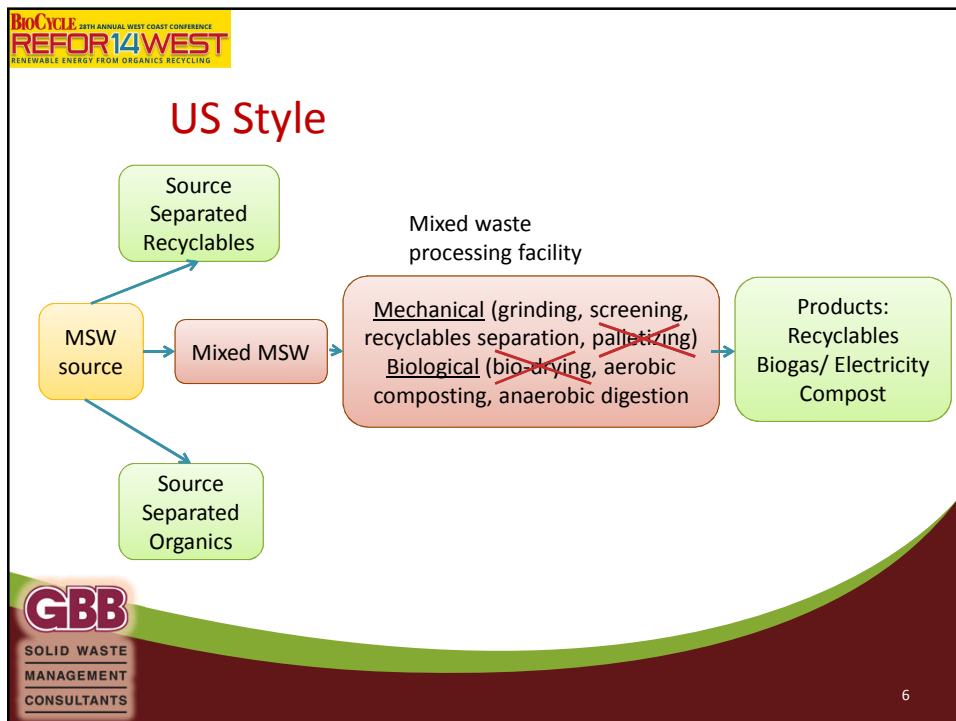 BIOCYCLE 28TH ANNUAL WEST COAST CONFERENCE
REFOR14WEST
RENEWABLE ENERGY FROM ORGANICS RECYCLING
US Style
Source
Separated
Recyclables
Mixed waste
processing facility
MSW
source
Mixed MSW
Mechanical (grinding, screening,
recyclables separation, palletizing)
Biological (bio-drying, aerobic
composting, anaerobic digestion
Products:
Recyclables
Biogas/ Electricity
Compost
Source
Separated
Organics
GBB
SOLID WASTE
MANAGEMENT
CONSULTANTS
6